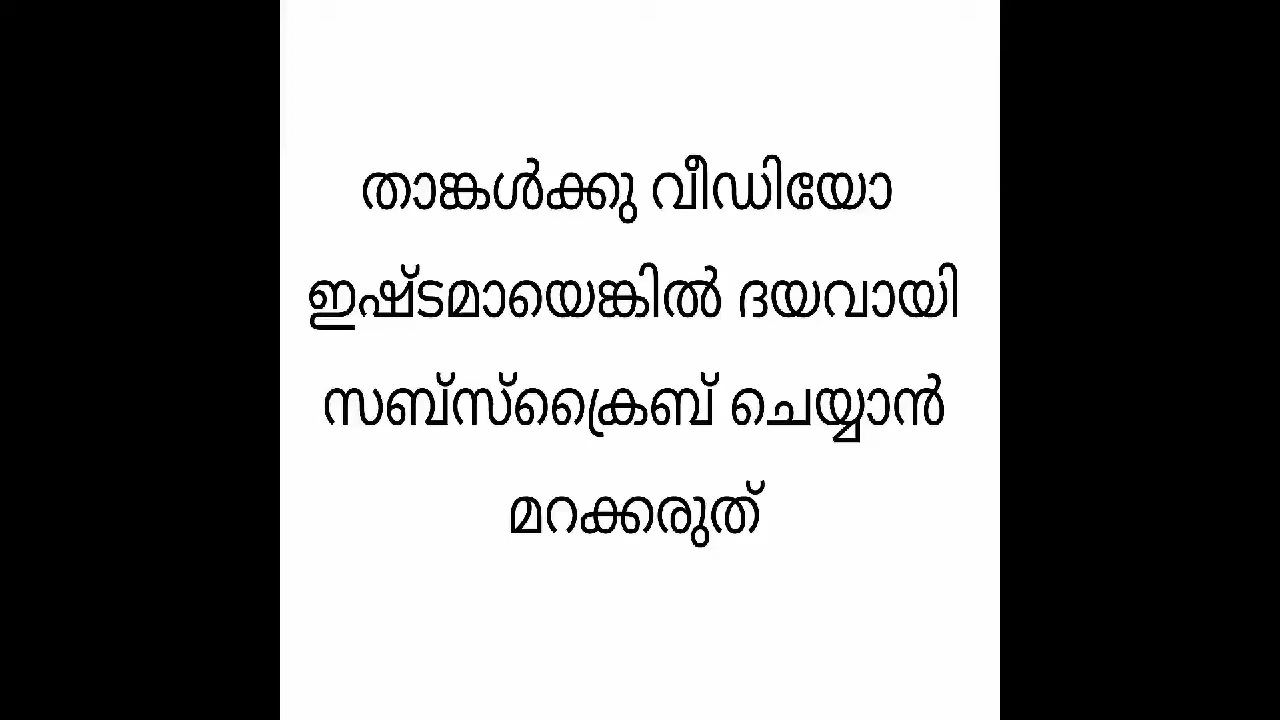 താങ്കൾക്കു വീഡിയോ
ഇഷ്ടമായെങ്കിൽ ദയവായി
സബ്സ്ക്രൈബ് ചെയ്യാൻ
മറക്കരുത്